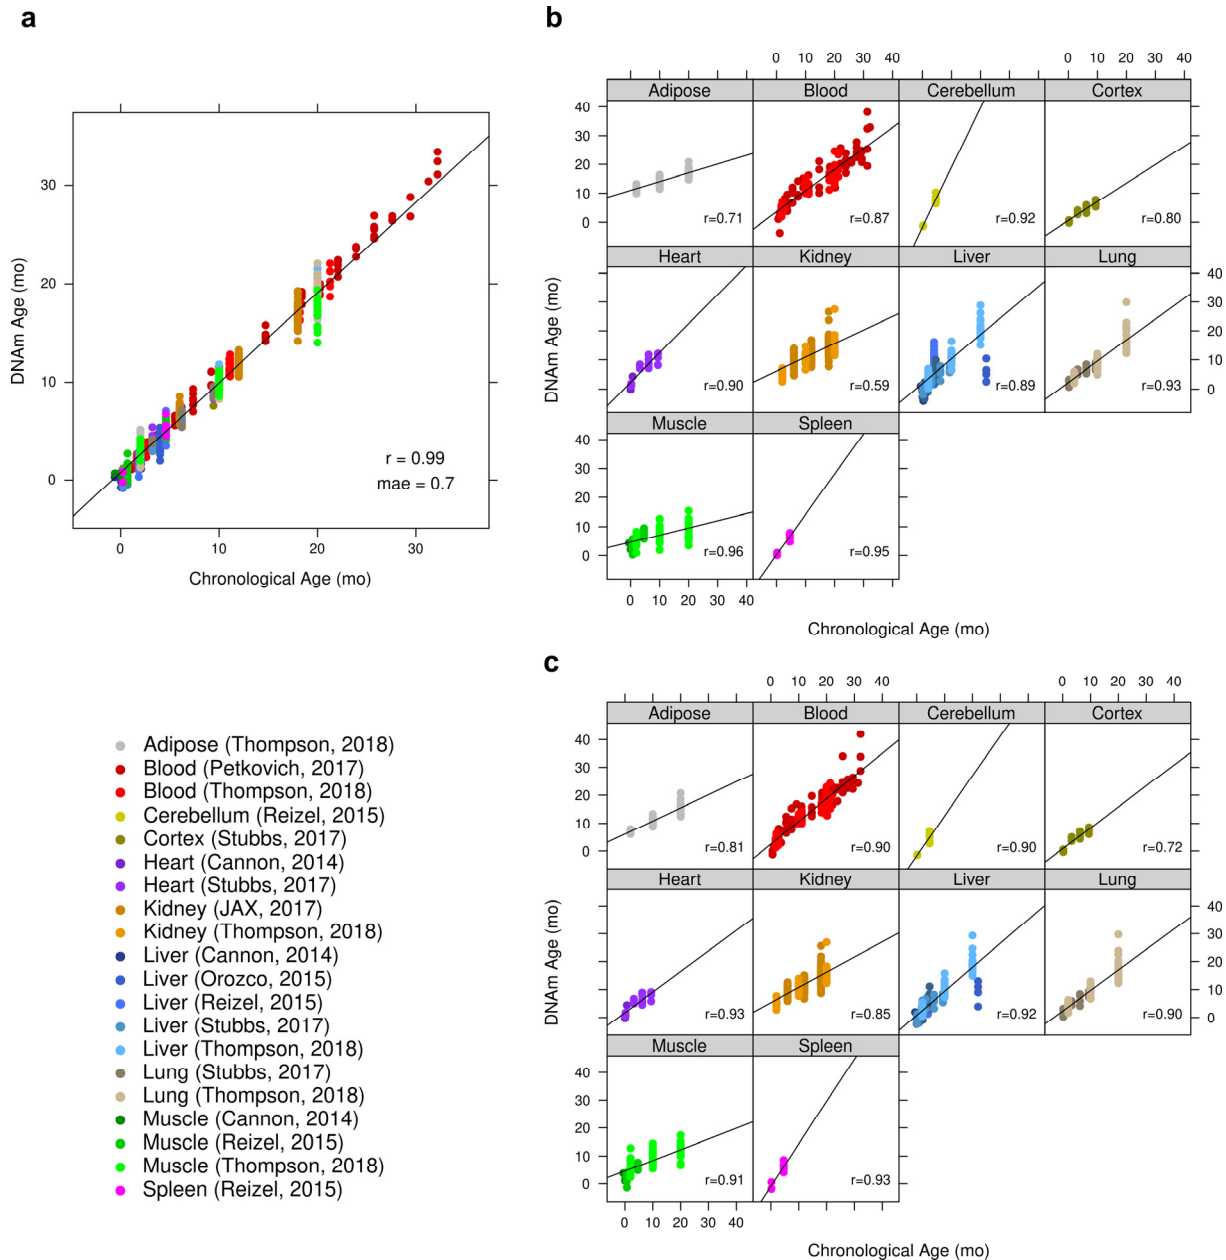 a
DNAm Age (mo)
30
20
10
0
r = 0.99
mae = 0.7
0 10 20 30
Chronological Age (mo)
b
0 10 20 30 40 0 10 20 30 40
Adipose Blood Cerebellum Cortex
40
30
20
10
0
r=0.71 r=0.87 r=0.92 r=0.80
Heart Kidney Liver Lung
DNAm Age (mo)
40
30
20
10
0
r=0.90 r=0.59 r=0.89 r=0.93
Muscle Spleen
40
30
20
10
0
r=0.96 r=0.95
0 10 20 30 40 0 10 20 30 40
Chronological Age (mo)
c
0 10 20 30 40 0 10 20 30 40
Adipose Blood Cerebellum Cortex
40
30
20
10
0
r=0.81 r=0.90 r=0.90 r=0.72
Heart Kidney Liver Lung
DNAm Age (mo)
40
30
20
10
0
r=0.93 r=0.85 r=0.92 r=0.90
Muscle Spleen
40
30
20
10
0
r=0.91 r=0.93
0 10 20 30 40 0 10 20 30 40
Chronological Age (mo)
Adipose (Thompson, 2018)
Blood (Petkovich, 2017)
Blood (Thompson, 2018)
Cerebellum (Reizel, 2015)
Cortex (Stubbs, 2017)
Heart (Cannon, 2014)
Heart (Stubbs, 2017)
Kidney (JAX, 2017)
Kidney (Thompson, 2018)
Liver (Cannon, 2014)
Liver (Orozco, 2015)
Liver (Reizel, 2015)
Liver (Stubbs, 2017)
Liver (Thompson, 2018)
Lung (Stubbs, 2017)
Lung (Thompson, 2018)
Muscle (Cannon, 2014)
Muscle (Reizel, 2015)
Muscle (Thompson, 2018)
Spleen (Reizel, 2015)